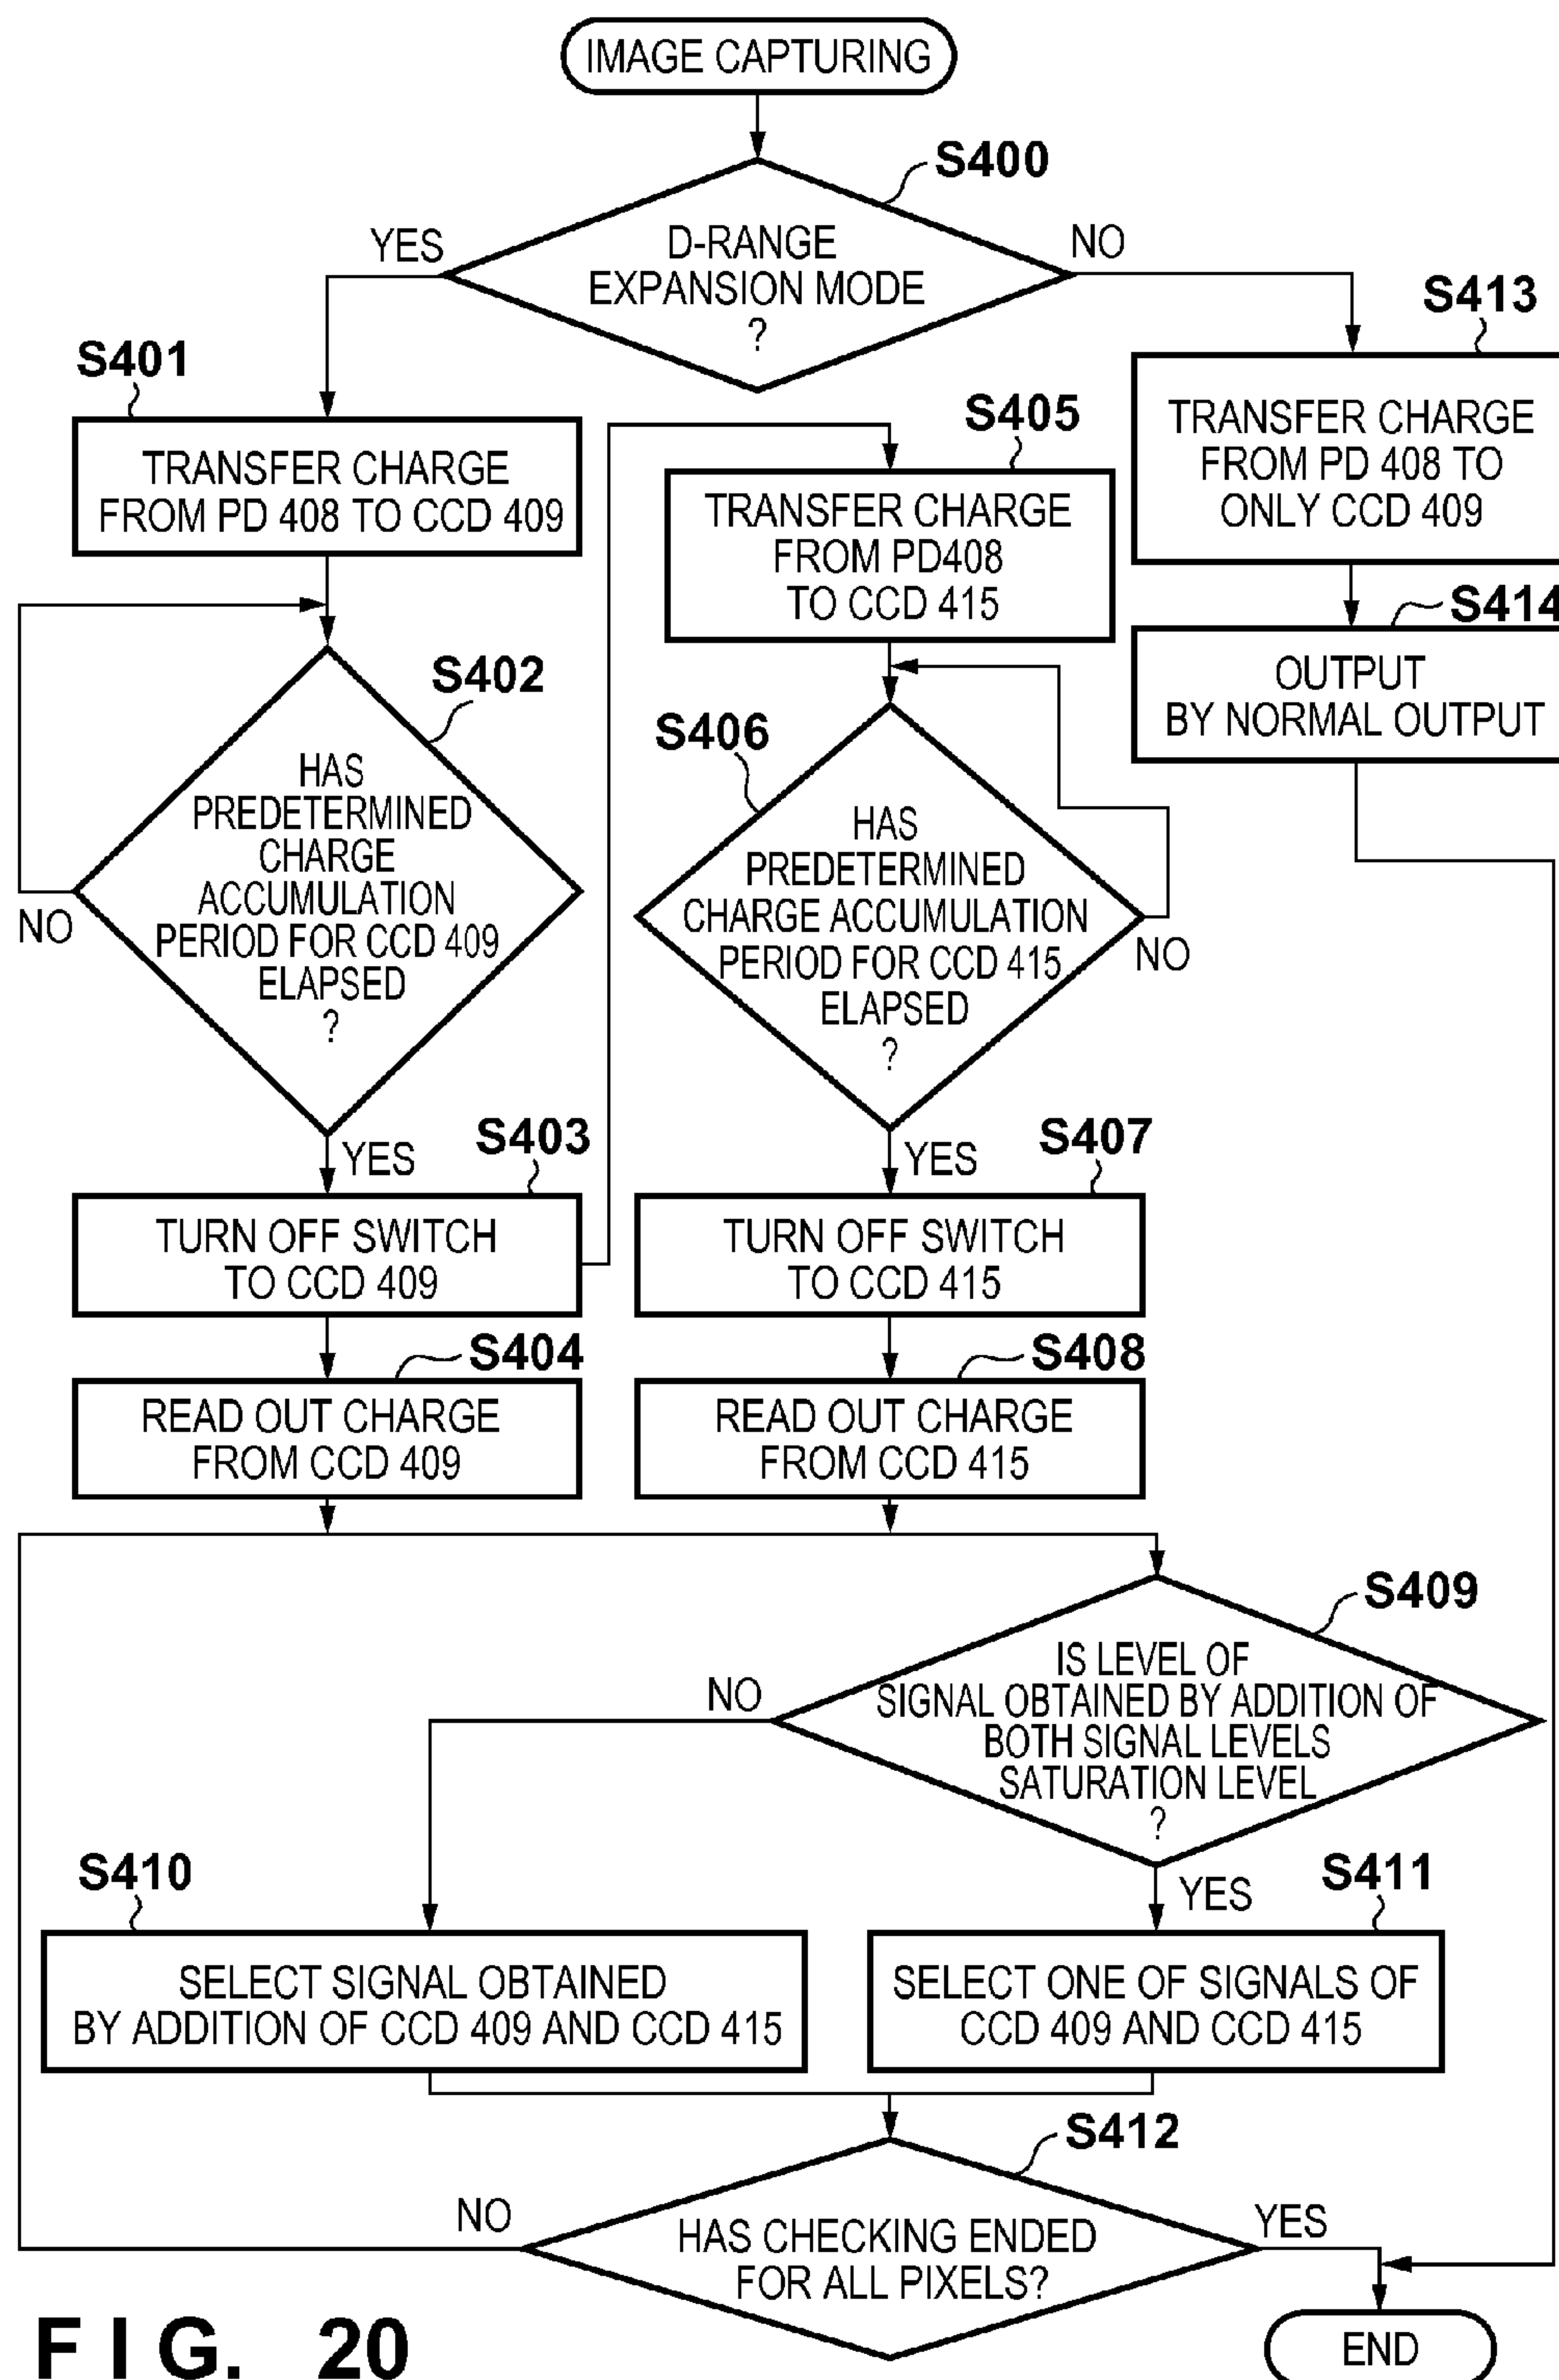 IMAGE CAPTURING
S400
D-RANGE
EXPANSION MODE
?
YES
NO
S401
TRANSFER CHARGE
FROM PD 408 TO CCD 409
S402
HAS
PREDETERMINED
CHARGE
ACCUMULATION
PERIOD FOR CCD 409
ELAPSED
?
NO
YES
S403
TURN OFF SWITCH
TO CCD 409
S404
READ OUT CHARGE
FROM CCD 409
S405
TRANSFER CHARGE
FROM PD408
TO CCD 415
S406
HAS
PREDETERMINED
CHARGE ACCUMULATION
PERIOD FOR CCD 415
ELAPSED
?
NO
YES
S407
TURN OFF SWITCH
TO CCD 415
S408
READ OUT CHARGE
FROM CCD 415
S413
TRANSFER CHARGE
FROM PD 408 TO
ONLY CCD 409
S414
OUTPUT
BY NORMAL OUTPUT
S409
IS LEVEL OF
SIGNAL OBTAINED BY ADDITION OF
BOTH SIGNAL LEVELS
SATURATION LEVEL
?
NO
YES
S410
SELECT SIGNAL OBTAINED
BY ADDITION OF CCD 409 AND CCD 415
S411
SELECT ONE OF SIGNALS OF
CCD 409 AND CCD 415
S412
HAS CHECKING ENDED
FOR ALL PIXELS?
NO
YES
END
FIG. 20